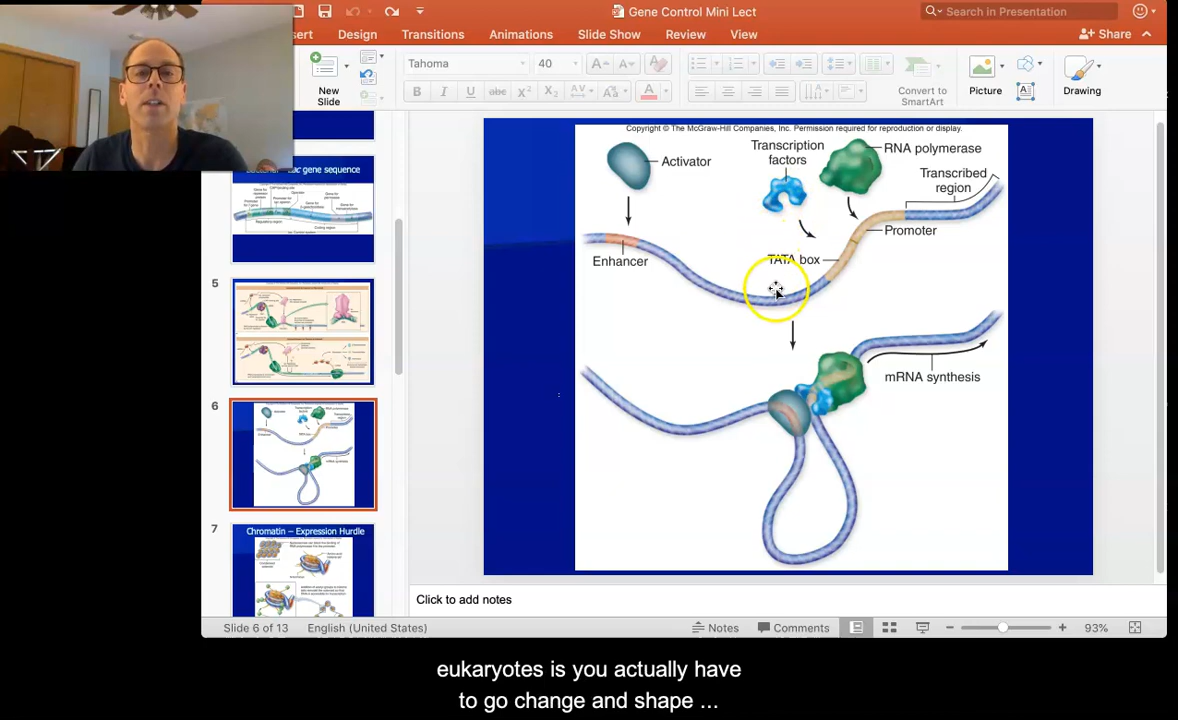 Gene Control Mini Lect
Search in Presentation
Design
Transitions
Animations
Slide Show
Review
View
Share
New
Slide
Tahoma
40
Convert to
SmartArt
Picture
Drawing
gene sequence
5
6
7
Chromatin – Expression Hurdle
Copyright © The McGraw-Hill Companies, Inc. Permission required for reproduction or display.
Activator
Transcription
factors
RNA polymerase
Transcribed
region
Promoter
Enhancer
TATA box
mRNA synthesis
Click to add notes
Slide 6 of 13
English (United States)
Notes
Comments
93%
eukaryotes is you actually have
to go change and shape ...